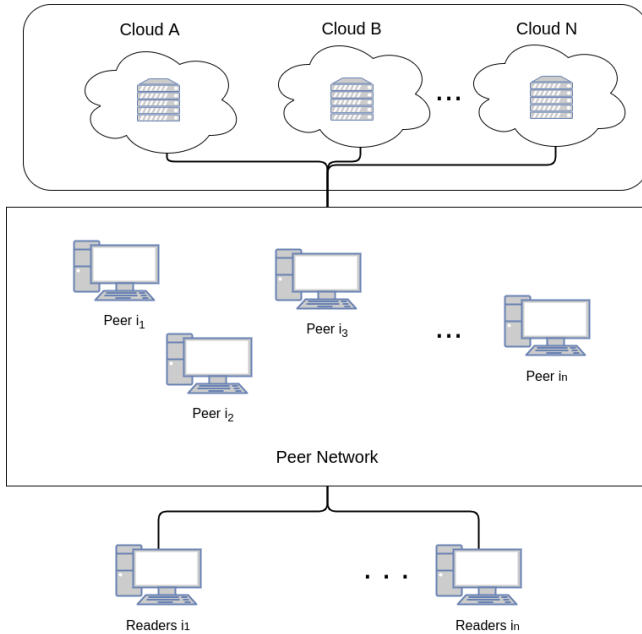 Cloud A Cloud B Cloud N
...
Peer i1 Peer i3
...
Peer in
Peer i2
Peer Network
. . .
Readers i1 Readers in